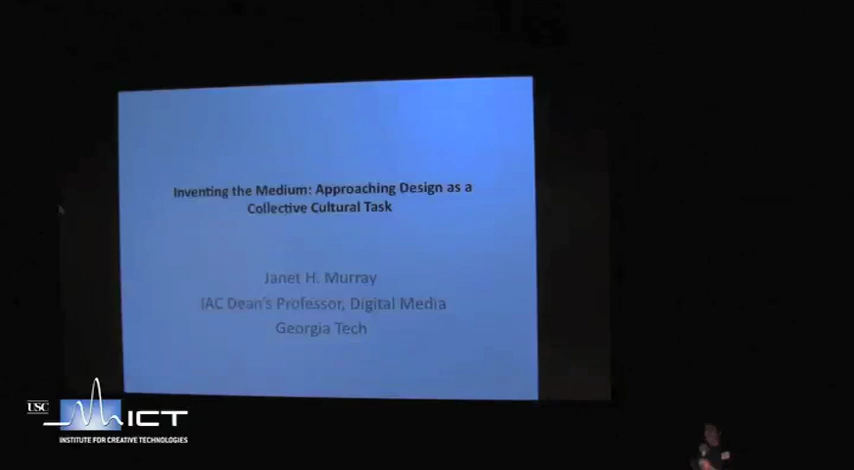 Inventing the Medium: Approaching Design as a
Collective Cultural Task
Janet H. Murray
IAC Dean's Professor, Digital Media
Georgia Tech
USC
ICT
INSTITUTE FOR CREATIVE TECHNOLOGIES